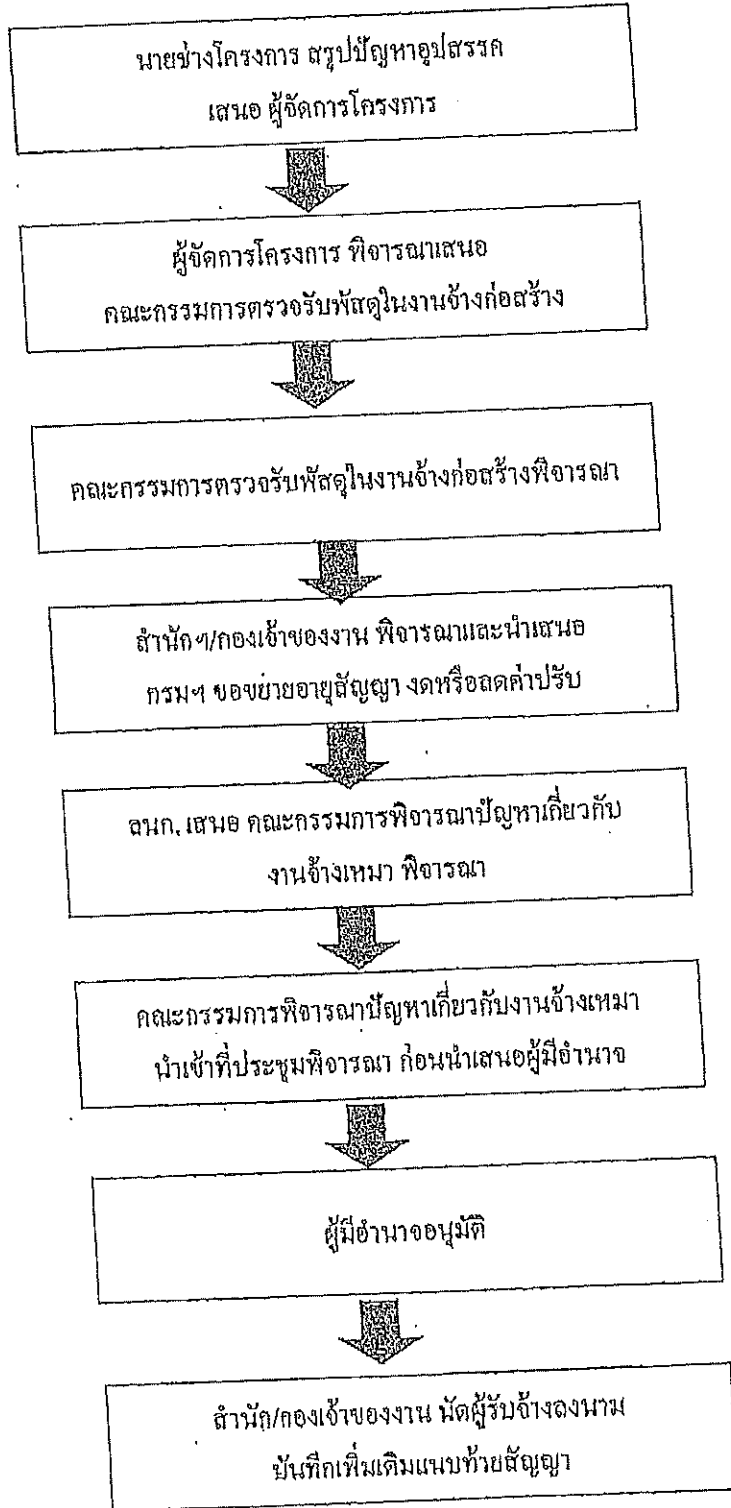 นายช่างโครงการ สรุปปัญหาอุปสรรค
เสนอ ผู้จัดการโครงการ
ผู้จัดการโครงการ พิจารณาเสนอ
คณะกรรมการตรวจรับพัสดุในงานจ้างก่อสร้าง
คณะกรรมการตรวจรับพัสดุในงานจ้างก่อสร้างพิจารณา
สำนักฯ/กองเจ้าของงาน พิจารณาและนำเสนอ
กรมฯ ขอขยายอายุสัญญา งดหรือลดค่าปรับ
ลนก. เสนอ คณะกรรมการพิจารณาปัญหาเกี่ยวกับ
งานจ้างเหมา พิจารณา
คณะกรรมการพิจารณาปัญหาเกี่ยวกับงานจ้างเหมา
นำเข้าที่ประชุมพิจารณา ก่อนนำเสนอผู้มีอำนาจ
ผู้มีอำนาจอนุมัติ
สำนัก/กองเจ้าของงาน นัดผู้รับจ้างลงนาม
บันทึกเพิ่มเติมแนบท้ายสัญญา